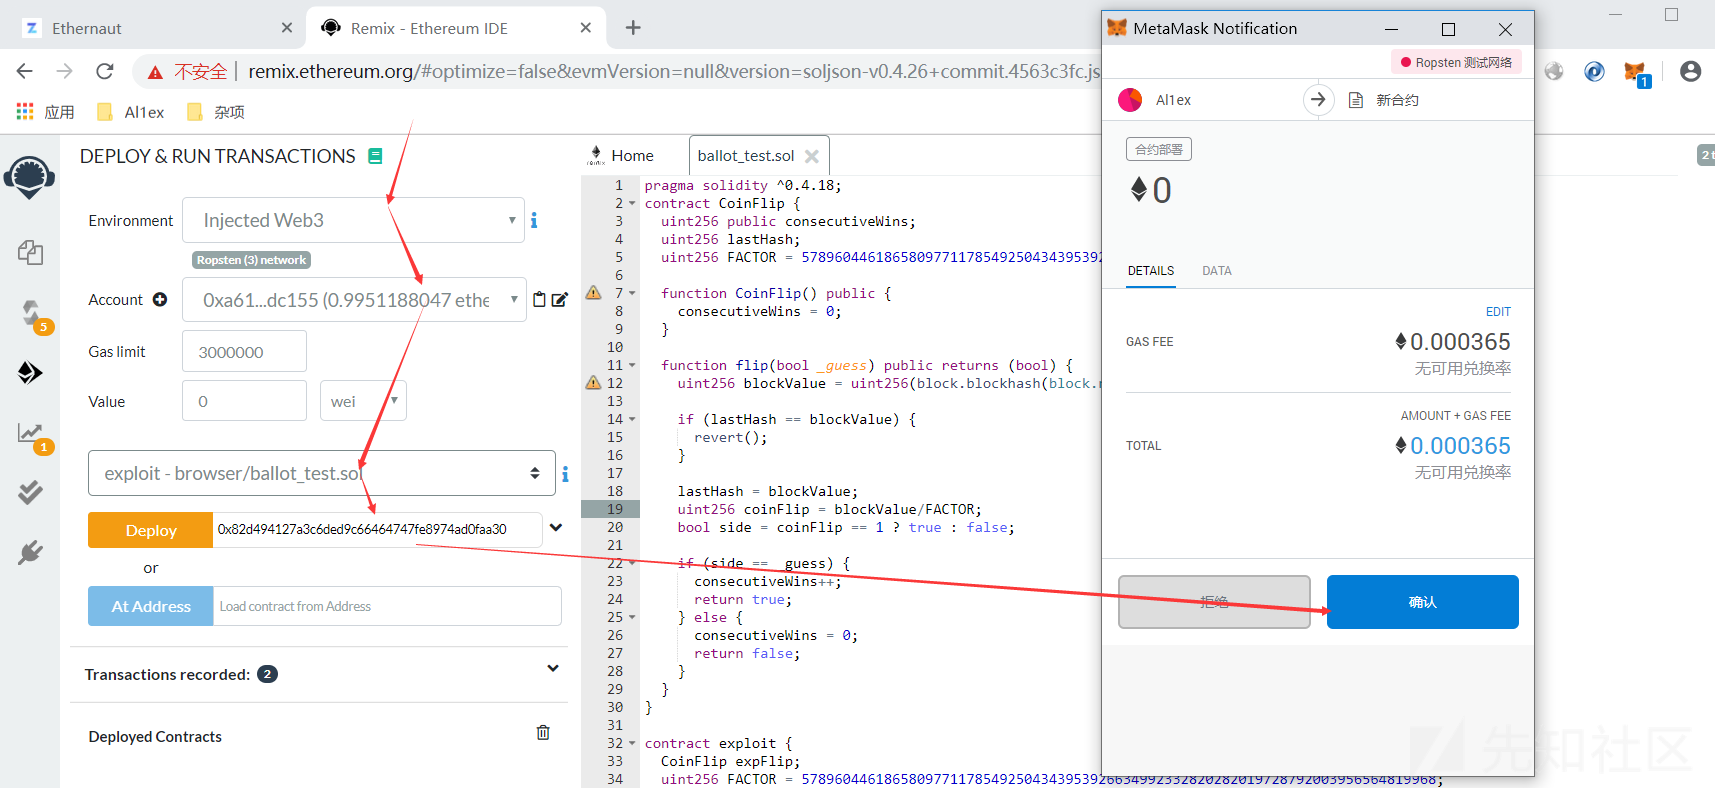 Ethernaut
Remix - Ethereum IDE
不安全 | remix.ethereum.org/#optimize=false&evmVersion=null&version=soljson-v0.4.26+commit.4563c3fc.js
应用
Al1ex
杂项
DEPLOY & RUN TRANSACTIONS
Environment
Injected Web3
Ropsten (3) network
Account
0xa61...dc155 (0.9951188047 ethe
Gas limit
3000000
Value
0
wei
exploit - browser/ballot_test.sol
Deploy
0x82d494127a3c6ded9c66464747fe8974ad0faa30
or
At Address
Load contract from Address
Transactions recorded: 2
Deployed Contracts
5
1
Home
ballot_test.sol
1 pragma solidity ^0.4.18;
2 contract CoinFlip {
3 uint256 public consecutiveWins;
4 uint256 lastHash;
5 uint256 FACTOR = 5789604461865809771178549250434395392
6
7 function CoinFlip() public {
8 consecutiveWins = 0;
9 }
10
11 function flip(bool _guess) public returns (bool) {
12 uint256 blockValue = uint256(block.blockhash(block.n
13
14 if (lastHash == blockValue) {
15 revert();
16 }
17
18 lastHash = blockValue;
19 uint256 coinFlip = blockValue/FACTOR;
20 bool side = coinFlip == 1 ? true : false;
21
22 if (side == _guess) {
23 consecutiveWins++;
24 return true;
25 } else {
26 consecutiveWins = 0;
27 return false;
28 }
29 }
30 }
31
32 contract exploit {
33 CoinFlip expFlip;
34 uint256 FACTOR = 57896044618658097711785492504343953926634992332820282019728792003956564819968;
MetaMask Notification
Ropsten 测试网络
Al1ex
新合约
合约部署
0
DETAILS
DATA
EDIT
GAS FEE
0.000365
无可用兑换率
AMOUNT + GAS FEE
TOTAL
0.000365
无可用兑换率
拒绝
确认
1
2 t
先知社区